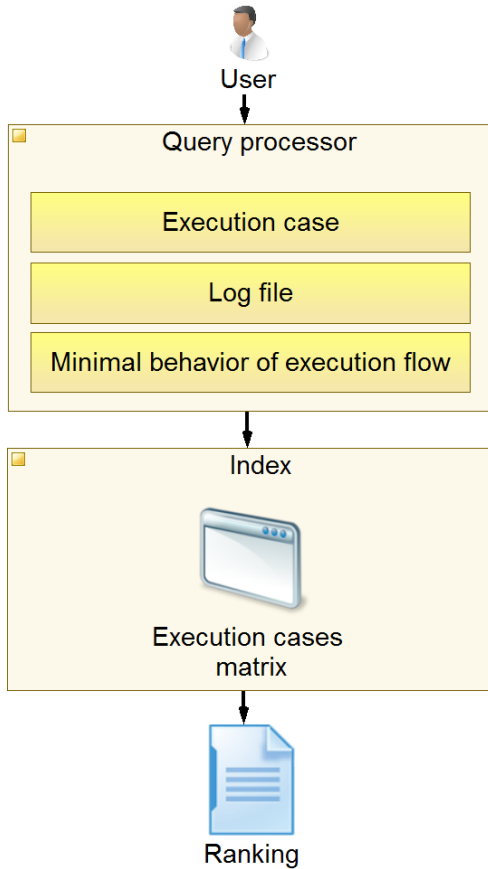 User
Query processor
Execution case
Log file
Minimal behavior of execution flow
Index
Execution cases
matrix
Ranking